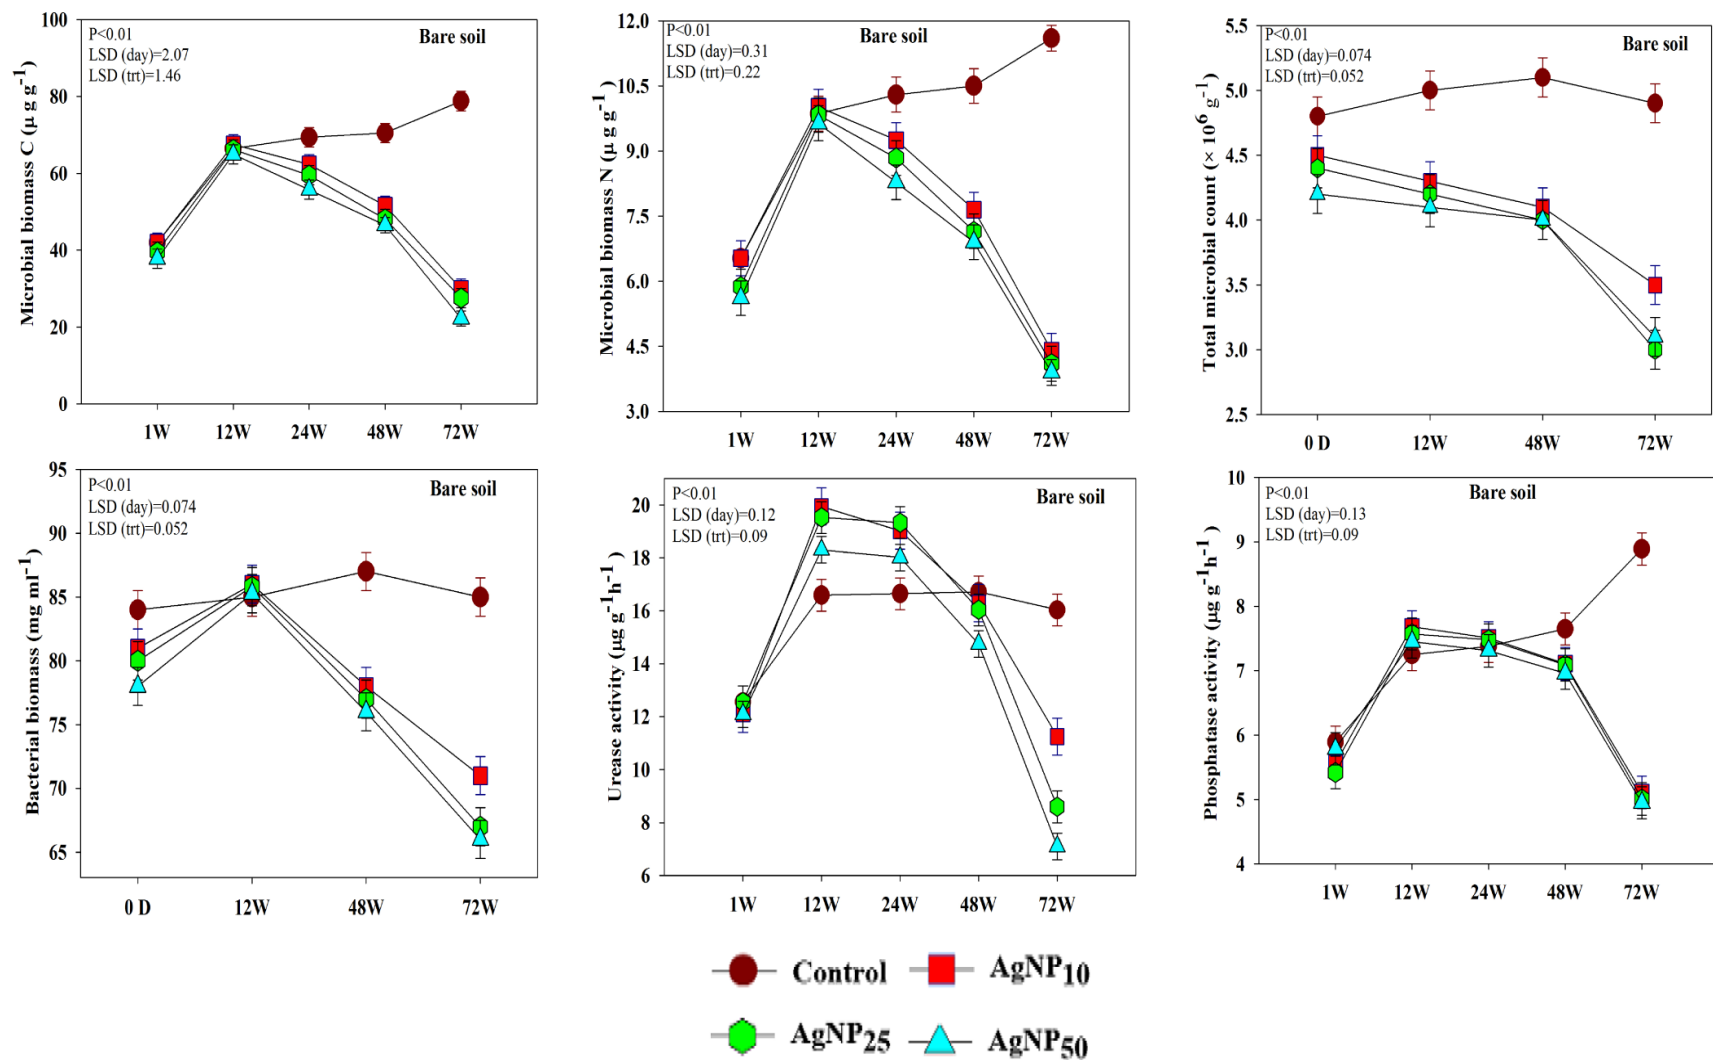 P<0.01
LSD (day)=2.07
LSD (trt)=1.46
Bare soil
Microbial biomass C (μ g g⁻¹)
100
80
60
40
20
0
1W 12W 24W 48W 72W
P<0.01
LSD (day)=0.31
LSD (trt)=0.22
Bare soil
Microbial biomass N (μ g g⁻¹)
12.0
10.5
9.0
7.5
6.0
4.5
3.0
1W 12W 24W 48W 72W
P<0.01
LSD (day)=0.074
LSD (trt)=0.052
Bare soil
Total microbial count (× 10⁶ g⁻¹)
5.5
5.0
4.5
4.0
3.5
3.0
2.5
0 D 12W 48W 72W
P<0.01
LSD (day)=0.074
LSD (trt)=0.052
Bare soil
Bacterial biomass (mg ml⁻¹)
95
90
85
80
75
70
65
0 D 12W 48W 72W
P<0.01
LSD (day)=0.12
LSD (trt)=0.09
Bare soil
Urease activity (μg g⁻¹h⁻¹)
20
18
16
14
12
10
8
6
1W 12W 24W 48W 72W
P<0.01
LSD (day)=0.13
LSD (trt)=0.09
Bare soil
Phosphatase activity (μg g⁻¹h⁻¹)
10
9
8
7
6
5
4
1W 12W 24W 48W 72W
Control AgNP10
AgNP25 AgNP50